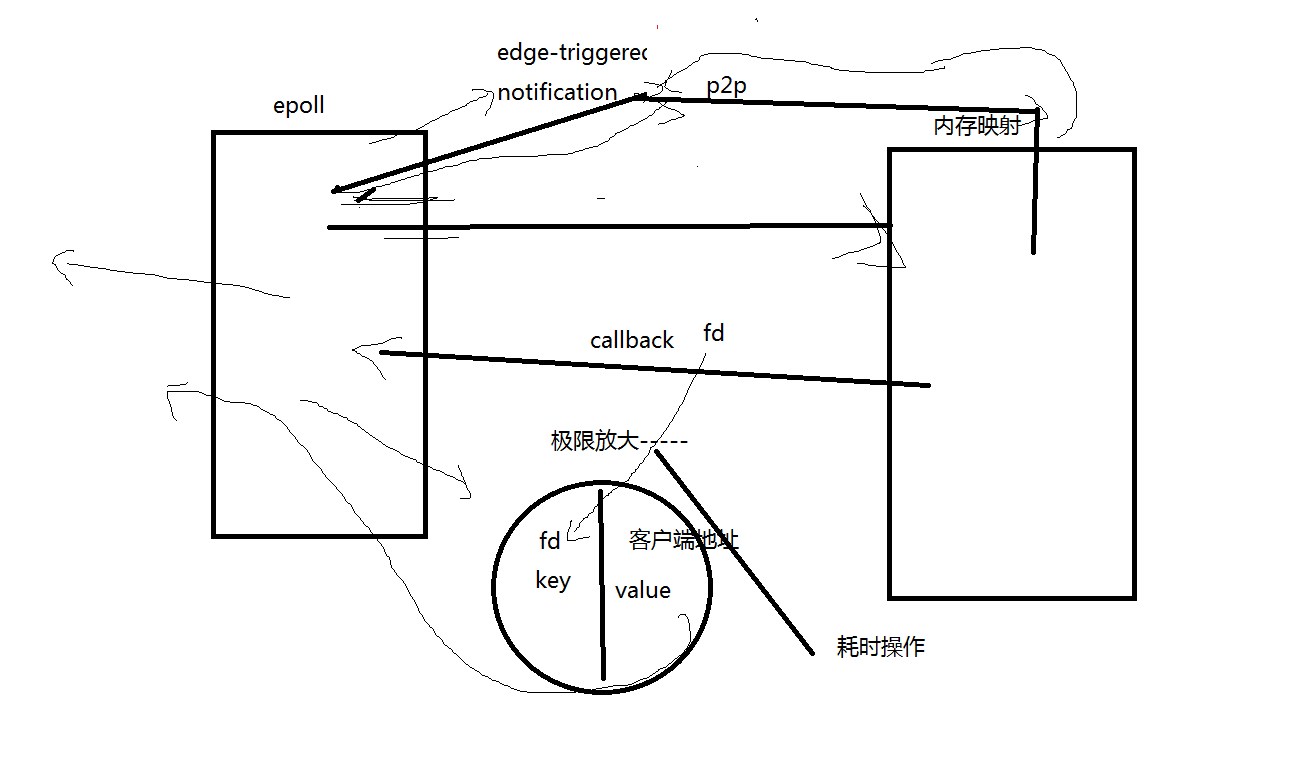 edge-triggered
epoll
notification
p2p
内存映射
callback
fd
极限放大-----
fd
客户端地址
key
value
耗时操作